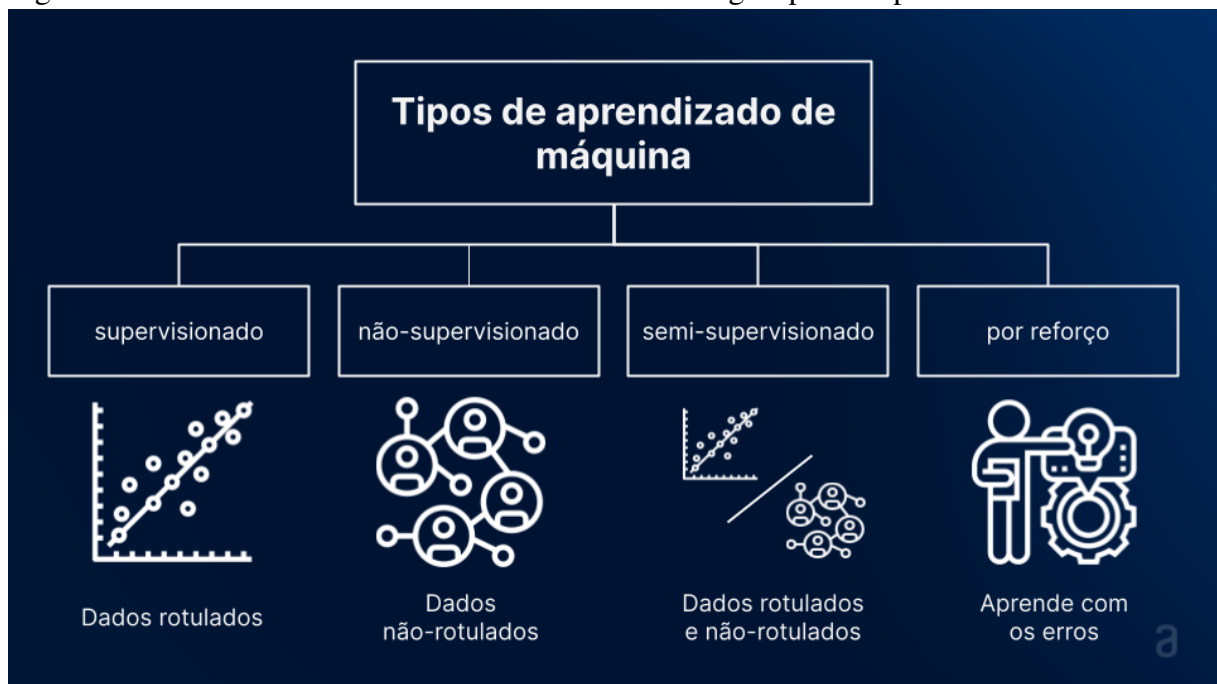 Tipos de aprendizado de
máquina
supervisionado
não-supervisionado
semi-supervisionado
por reforço
Dados rotulados
Dados
não-rotulados
Dados rotulados
e não-rotulados
Aprende com
os erros
a